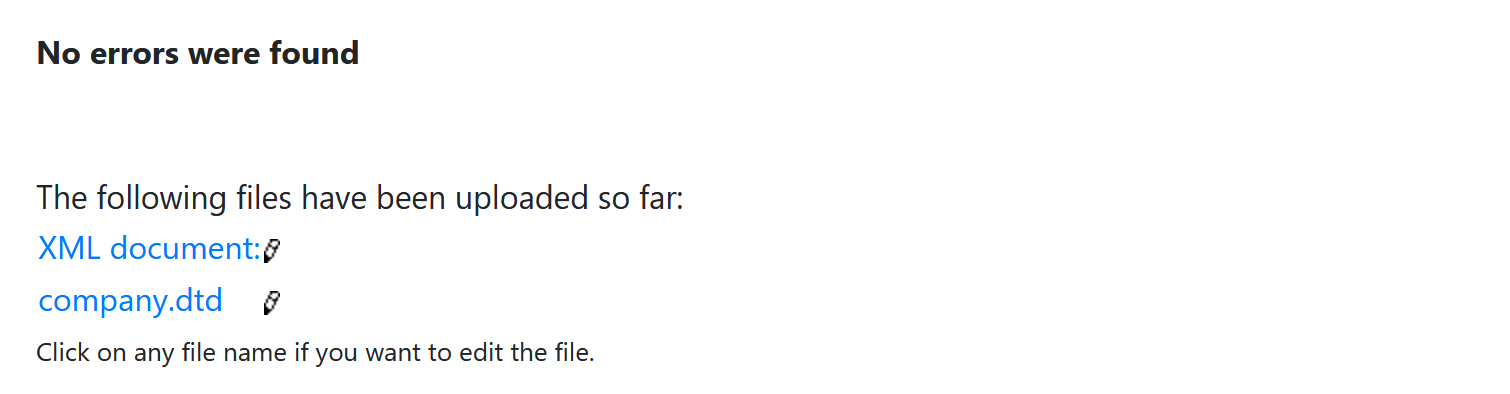 No errors were found
The following files have been uploaded so far:
XML document:
company.dtd
Click on any file name if you want to edit the file.